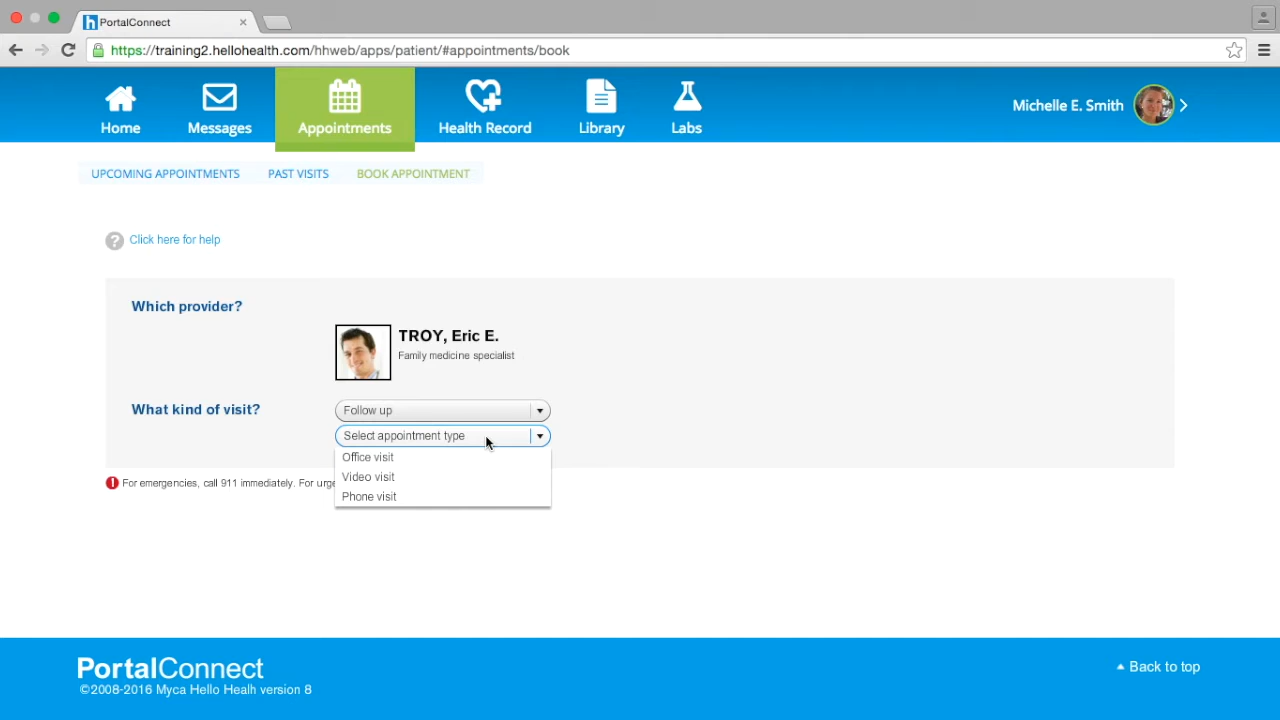 PortalConnect
https://training2.hellohealth.com/hhweb/apps/patient/#appointments/book
Home
Messages
Appointments
Health Record
Library
Labs
Michelle E. Smith
UPCOMING APPOINTMENTS
PAST VISITS
BOOK APPOINTMENT
? Click here for help
Which provider?
TROY, Eric E.
Family medicine specialist
What kind of visit?
Follow up
Select appointment type
Office visit
Video visit
Phone visit
For emergencies, call 911 immediately. For urge
PortalConnect
©2008-2016 Myca Hello Healh version 8
Back to top